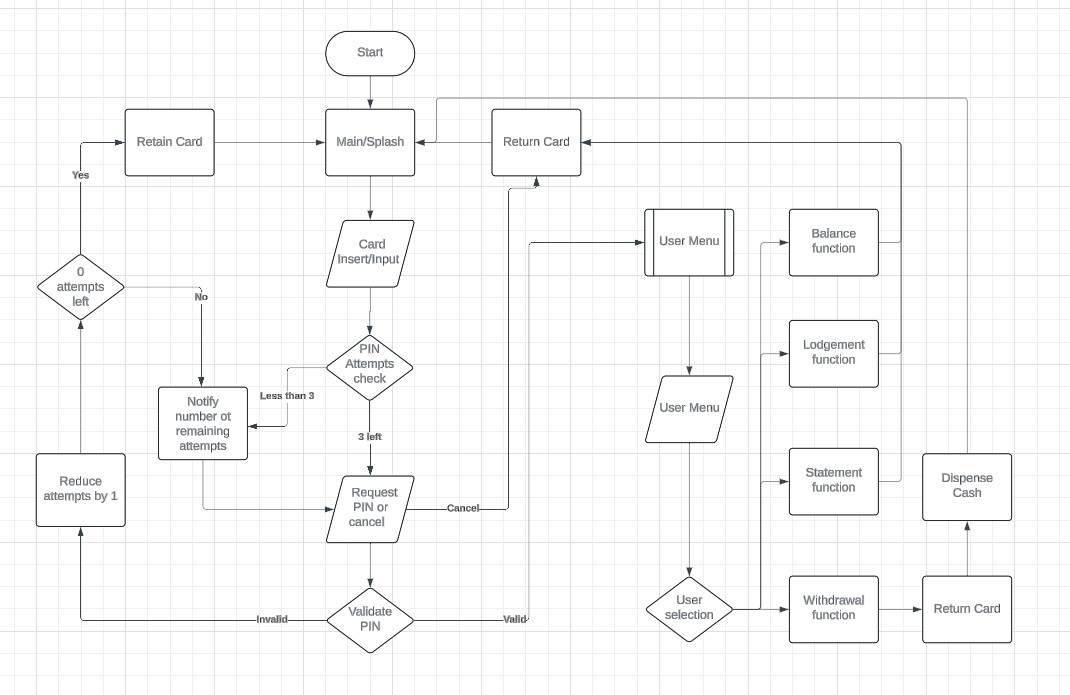 Start
Retain Card
Main/Splash
Return Card
Yes
Card
Insert/Input
User Menu
Balance
function
0
attempts
left
No
PIN
Attempts
check
Less than 3
Lodgement
function
Notify
number of
remaining
attempts
User Menu
3 left
Reduce
attempts by 1
Request
PIN or
cancel
Cancel
Statement
function
Dispense
Cash
Validate
PIN
Invalid
Valid
User
selection
Withdrawal
function
Return Card